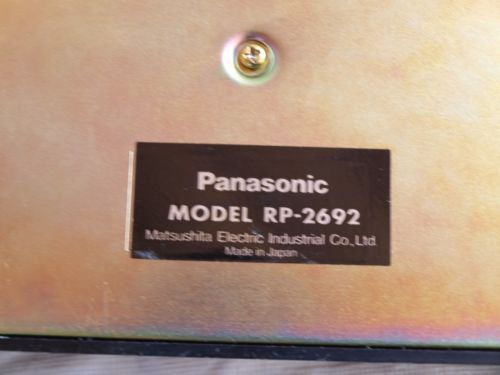 Panasonic
MODEL RP-2692
Matsushita Electric Industrial Co., Ltd.
Made in Japan